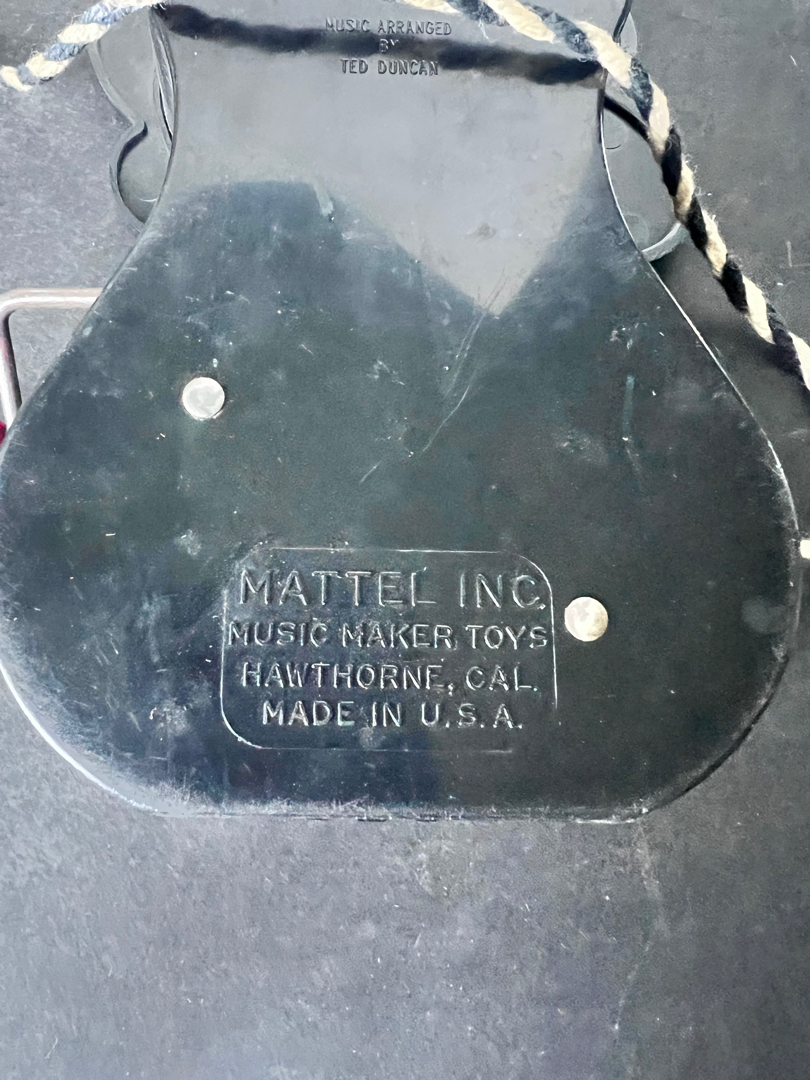 MUSIC ARRANGED
BY
TED DUNCAN
MATTEL INC.
MUSIC MAKER TOYS
HAWTHORNE, CAL.
MADE IN U.S.A.